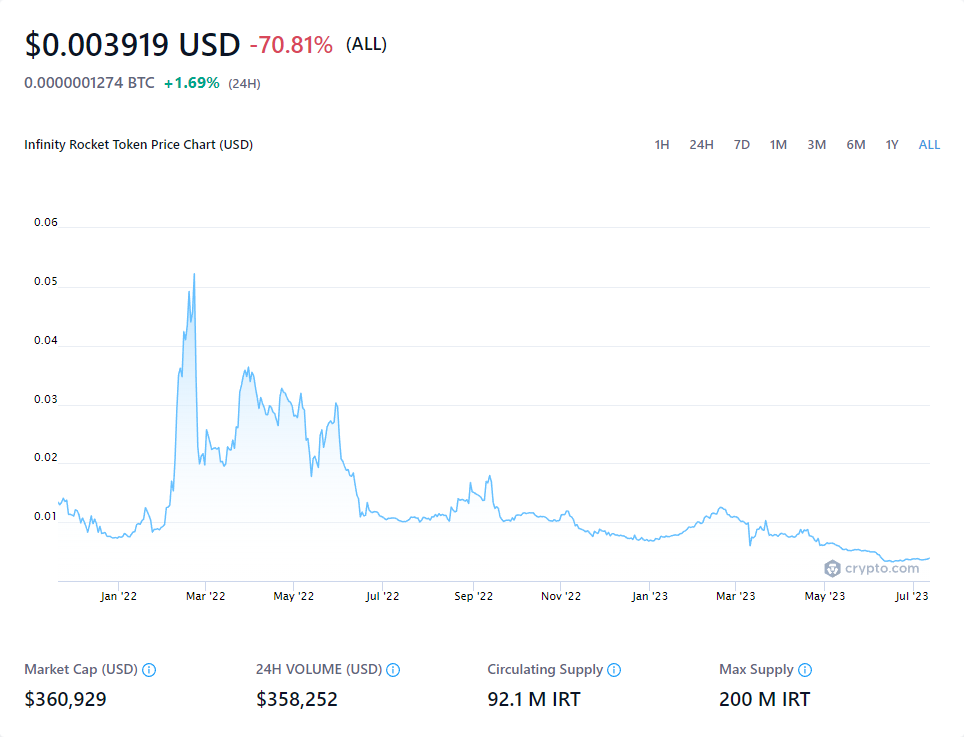 $0.003919 USD -70.81% (ALL)
0.0000001274 BTC +1.69% (24H)
Infinity Rocket Token Price Chart (USD) 1H 24H 7D 1M 3M 6M 1Y ALL
0.06
0.05
0.04
0.03
0.02
0.01
crypto.com
Jan '22 Mar '22 May '22 Jul '22 Sep '22 Nov '22 Jan '23 Mar '23 May '23 Jul '23
Market Cap (USD) 24H VOLUME (USD) Circulating Supply Max Supply
$360,929 $358,252 92.1 M IRT 200 M IRT